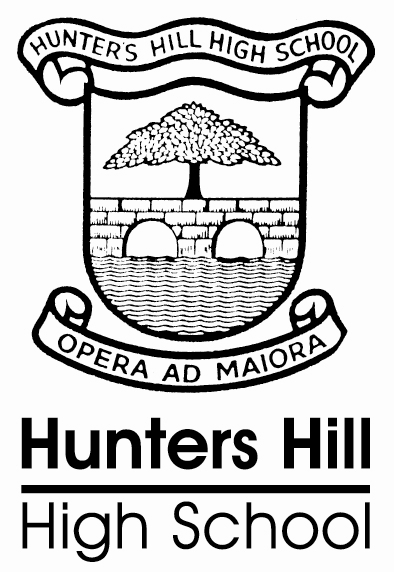 HUNTER'S HILL HIGH SCHOOL
OPERA AD MAIORA
Hunters Hill
High School